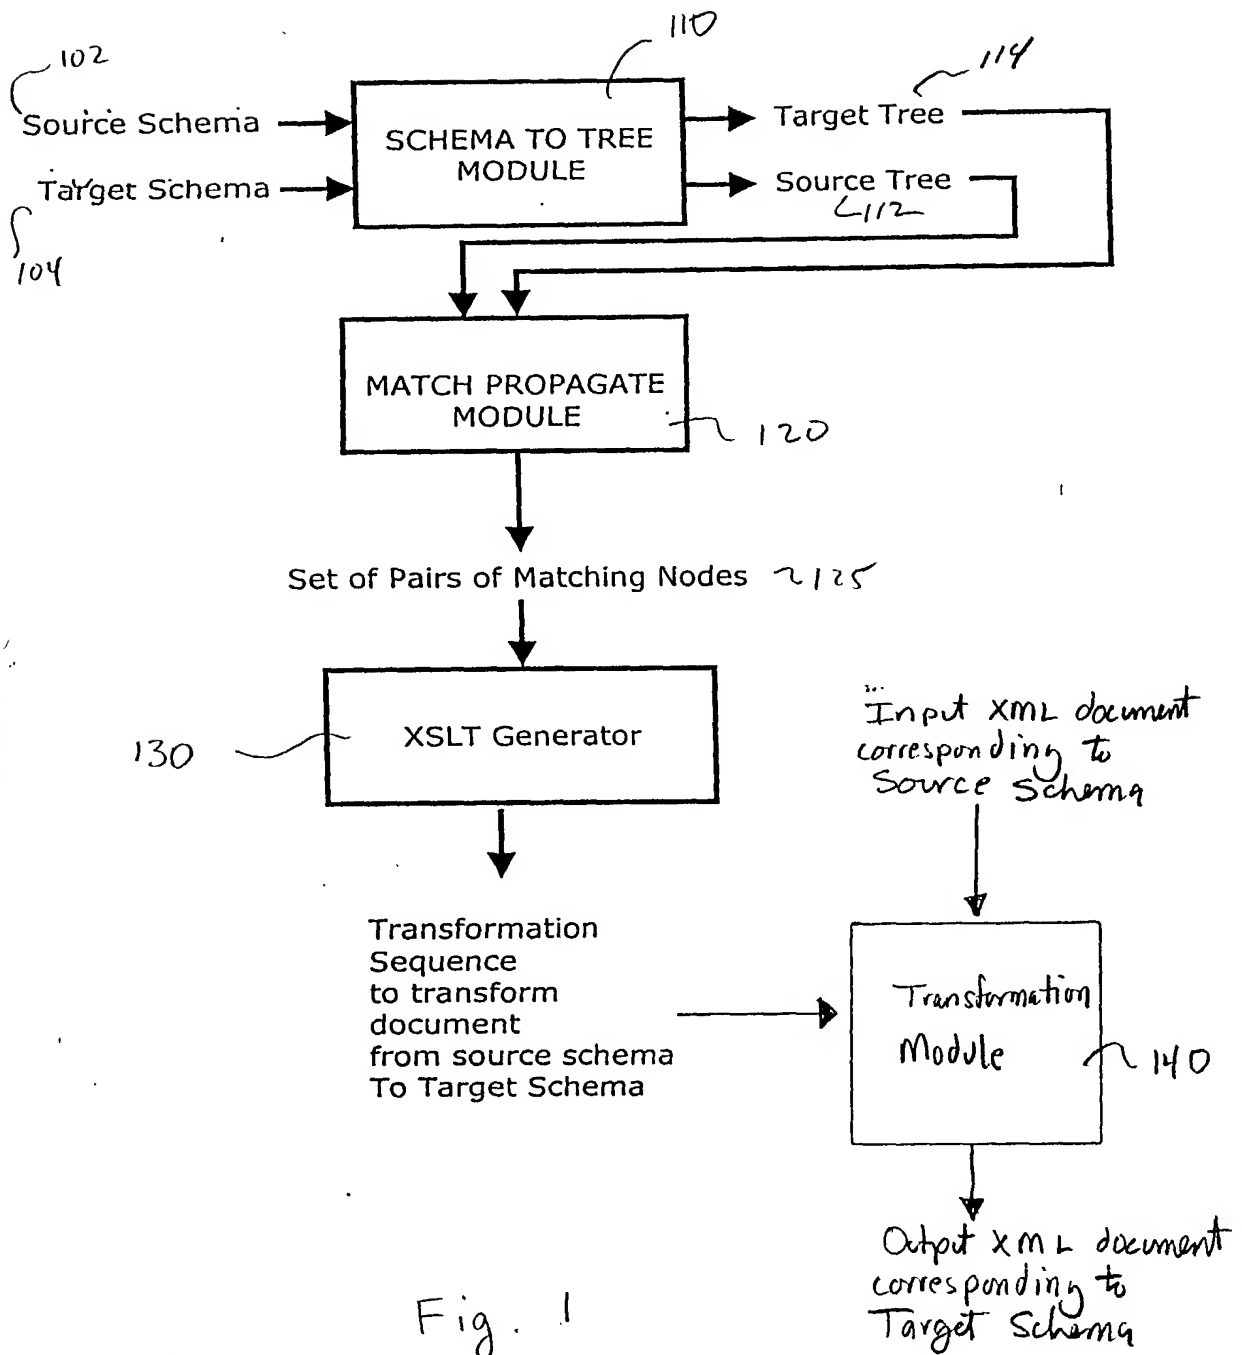 110
102
114
Source Schema
SCHEMA TO TREE
MODULE
Target Tree
Target Schema
Source Tree
112
104
MATCH PROPAGATE
MODULE
120
Set of Pairs of Matching Nodes 125
130
XSLT Generator
Input XML document
corresponding to
Source Schema
Transformation
Sequence
to transform
document
from source schema
To Target Schema
Transformation
Module
140
Output XML document
corresponding to
Target Schema
Fig. 1